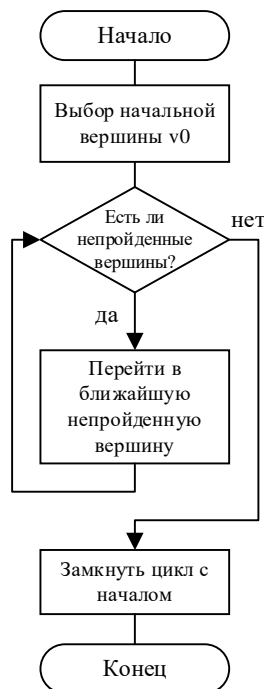 Начало
Выбор начальной
вершины v0
Есть ли
непройденные
вершины?
нет
да
Перейти в
ближайшую
непройденную
вершину
Замкнуть цикл с
началом
Конец